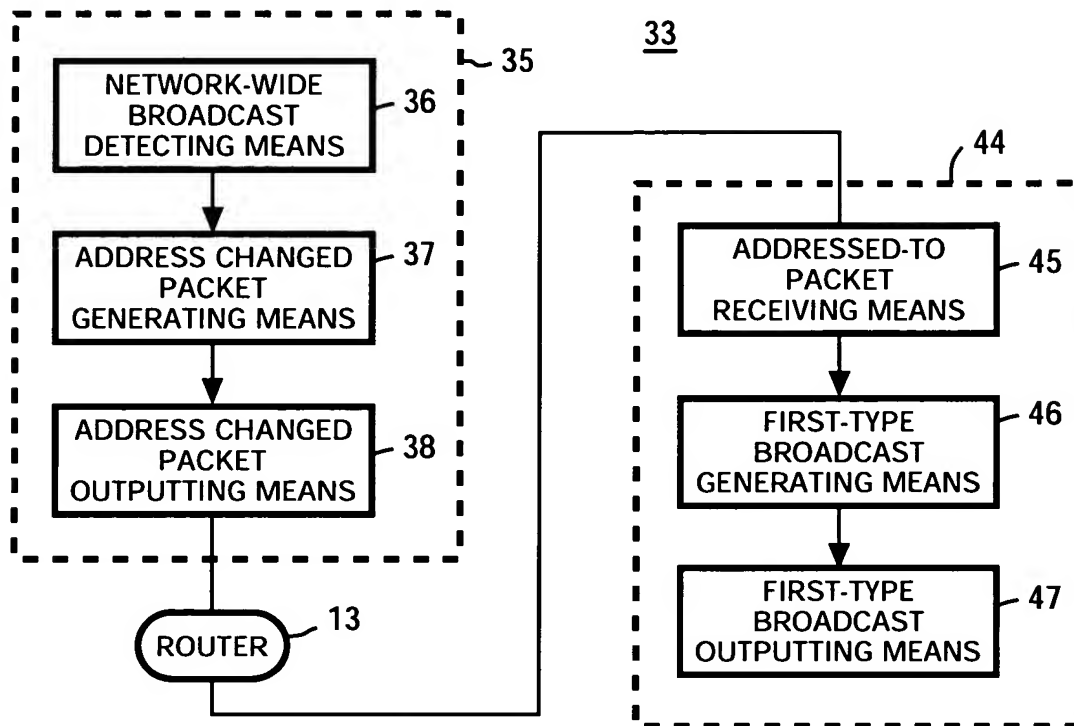 33
35
NETWORK-WIDE
BROADCAST
DETECTING MEANS
36
ADDRESS CHANGED
PACKET
GENERATING MEANS
37
ADDRESS CHANGED
PACKET
OUTPUTTING MEANS
38
ROUTER
13
44
ADDRESSED-TO
PACKET
RECEIVING MEANS
45
FIRST-TYPE
BROADCAST
GENERATING MEANS
46
FIRST-TYPE
BROADCAST
OUTPUTTING MEANS
47